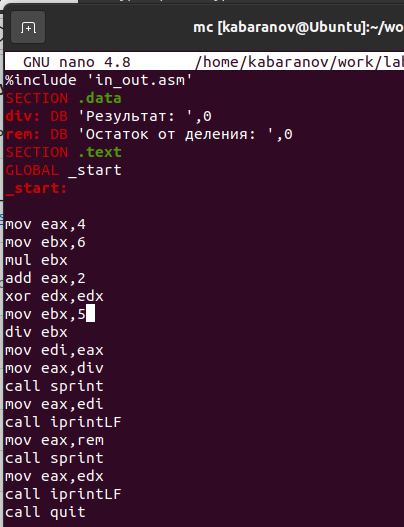 mc [kabaranov@Ubuntu]:~/wo
GNU nano 4.8 /home/kabaranov/work/lab
%include 'in_out.asm'
SECTION .data
div: DB 'Результат: ',0
rem: DB 'Остаток от деления: ',0
SECTION .text
GLOBAL _start
_start:
mov eax,4
mov ebx,6
mul ebx
add eax,2
xor edx,edx
mov ebx,5
div ebx
mov edi,eax
mov eax,div
call sprint
mov eax,edi
call iprintLF
mov eax,rem
call sprint
mov eax,edx
call iprintLF
call quit